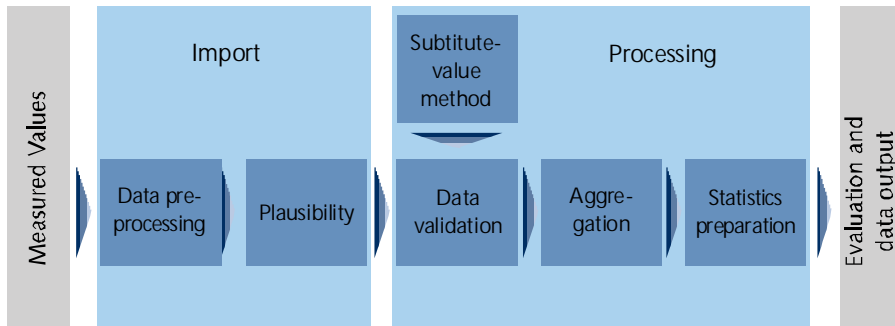 Measured Values
Import
Data pre-
processing
Plausibility
Subtitute-
value
method
Processing
Data
validation
Aggre-
gation
Statistics
preparation
Evaluation and
data output